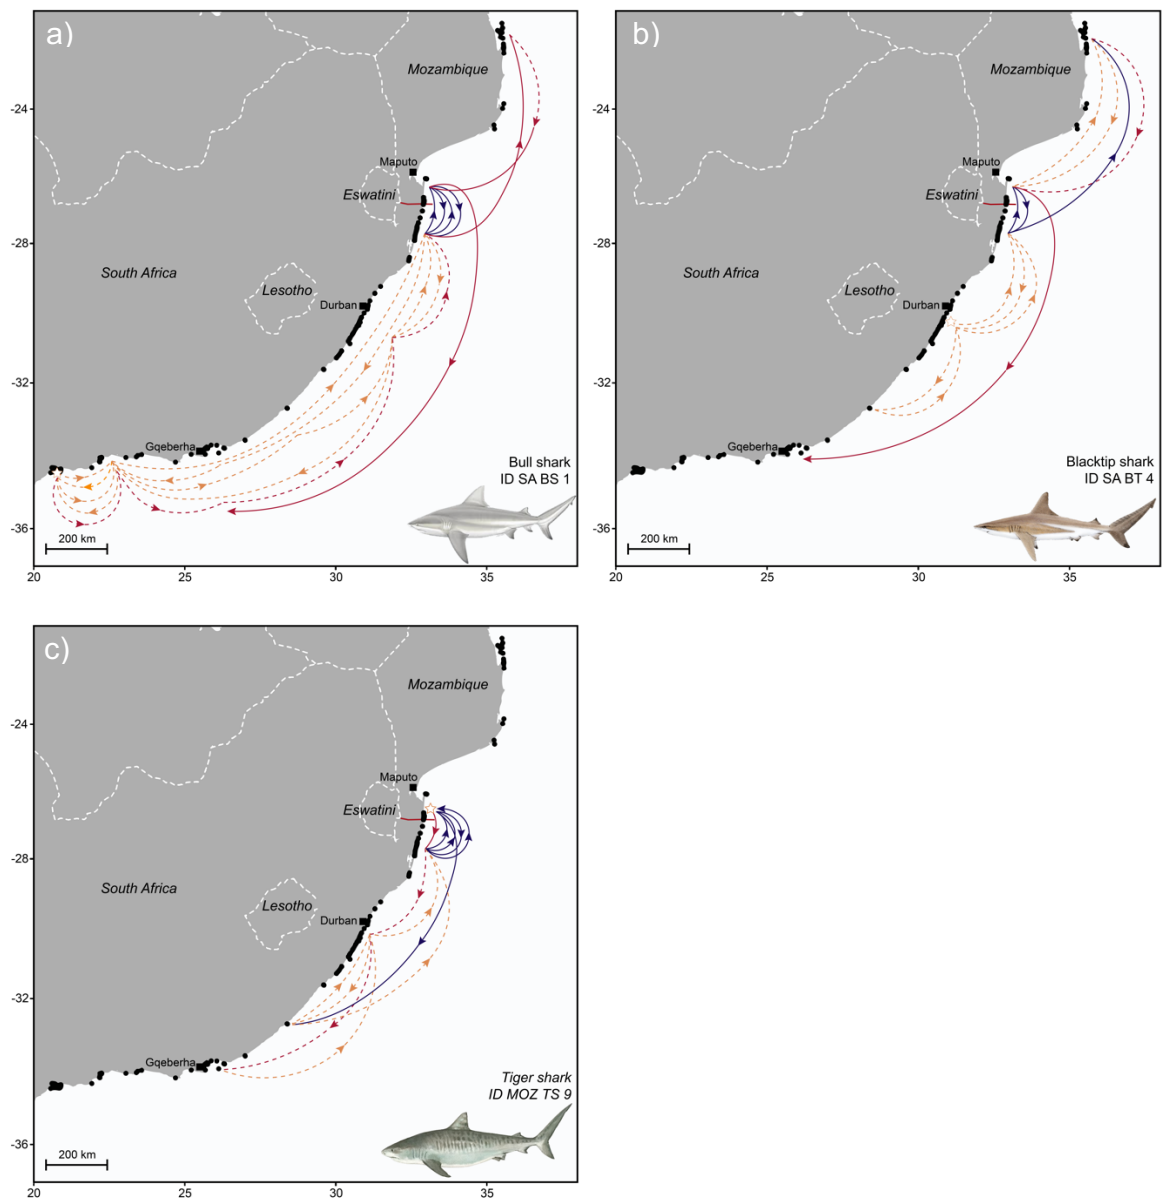 a)
Mozambique
-24
Maputo
Eswatini
-28
South Africa
Lesotho
Durban
-32
Gqeberha
Bull shark
ID SA BS 1
-36
200 km
20
25
30
35
b)
Mozambique
-24
Maputo
Eswatini
-28
South Africa
Lesotho
Durban
-32
Gqeberha
Blacktip shark
ID SA BT 4
-36
200 km
20
25
30
35
c)
Mozambique
-24
Maputo
Eswatini
-28
South Africa
Lesotho
Durban
-32
Gqeberha
Tiger shark
ID MOZ TS 9
-36
200 km
20
25
30
35